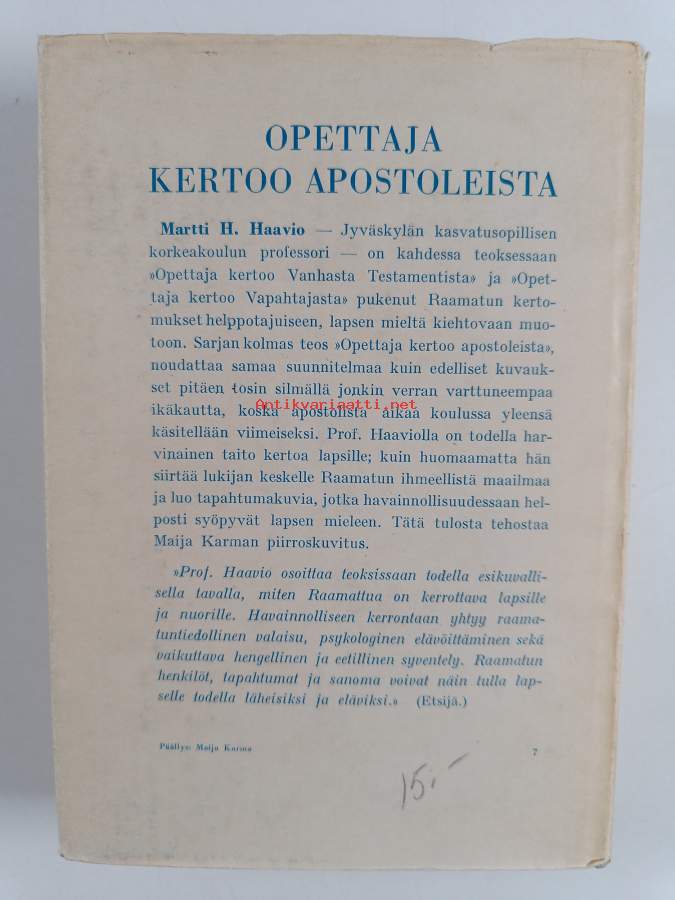 OPETTAJA
KERTOO APOSTOLEISTA
Martti H. Haavio — Jyväskylän kasvatusopillisen
korkeakoulun professori — on kahdessa teoksessaan
»Opettaja kertoo Vanhasta Testamentista» ja »Opet-
taja kertoo Vapahtajasta» pukenut Raamatun kerto-
mukset helppotajuiseen, lapsen mieltä kiehtovaan muo-
toon. Sarjan kolmas teos »Opettaja kertoo apostoleista»,
noudattaa samaa suunnitelmaa kuin edelliset kuvauk-
set pitäen tosin silmällä jonkin verran varttuneempaa
Antikvariaatti.net
ikäkautta, koska apostolista aikaa koulussa yleensä
käsitellään viimeiseksi. Prof. Haaviolla on todella har-
vinainen taito kertoa lapsille; kuin huomaamatta hän
siirtää lukijan keskelle Raamatun ihmeellistä maailmaa
ja luo tapahtumakuvia, jotka havainnollisuudessaan hel-
posti syöpyvät lapsen mieleen. Tätä tulosta tehostaa
Maija Karman piirroskuvitus.
»Prof. Haavio osoittaa teoksissaan todella esikuvalli-
sella tavalla, miten Raamattua on kerrottava lapsille
ja nuorille. Havainnolliseen kerrontaan yhtyy raama-
tuntiedollinen valaisu, psykologinen elävöittäminen sekä
vaikuttava hengellinen ja eetillinen syventely. Raamatun
henkilöt, tapahtumat ja sanoma voivat näin tulla lap-
selle todella läheisiksi ja eläviksi.» (Etsijä.)
Päällys: Maija Karma 7
15.–